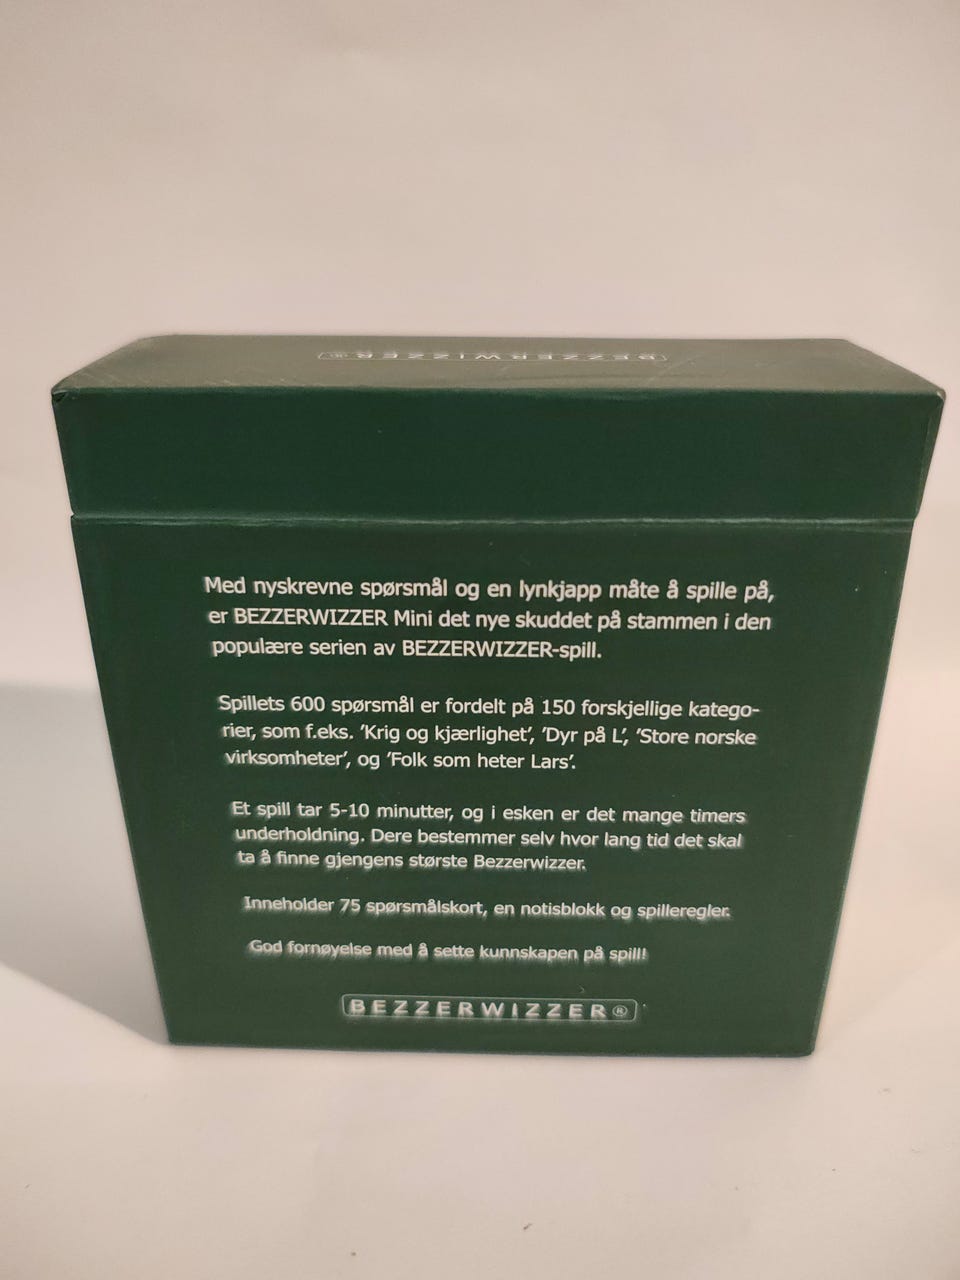 BEZZERWIZZER®
Med nyskrevne spørsmål og en lynkjapp måte å spille på,
er BEZZERWIZZER Mini det nye skuddet på stammen i den
populære serien av BEZZERWIZZER-spill.
Spillets 600 spørsmål er fordelt på 150 forskjellige katego-
rier, som f.eks. 'Krig og kjærlighet', 'Dyr på L', 'Store norske
virksomheter', og 'Folk som heter Lars'.
Et spill tar 5-10 minutter, og i esken er det mange timers
underholdning. Dere bestemmer selv hvor lang tid det skal
ta å finne gjengens største Bezzerwizzer.
Inneholder 75 spørsmålskort, en notisblokk og spilleregler.
God fornøyelse med å sette kunnskapen på spill!
BEZZERWIZZER®